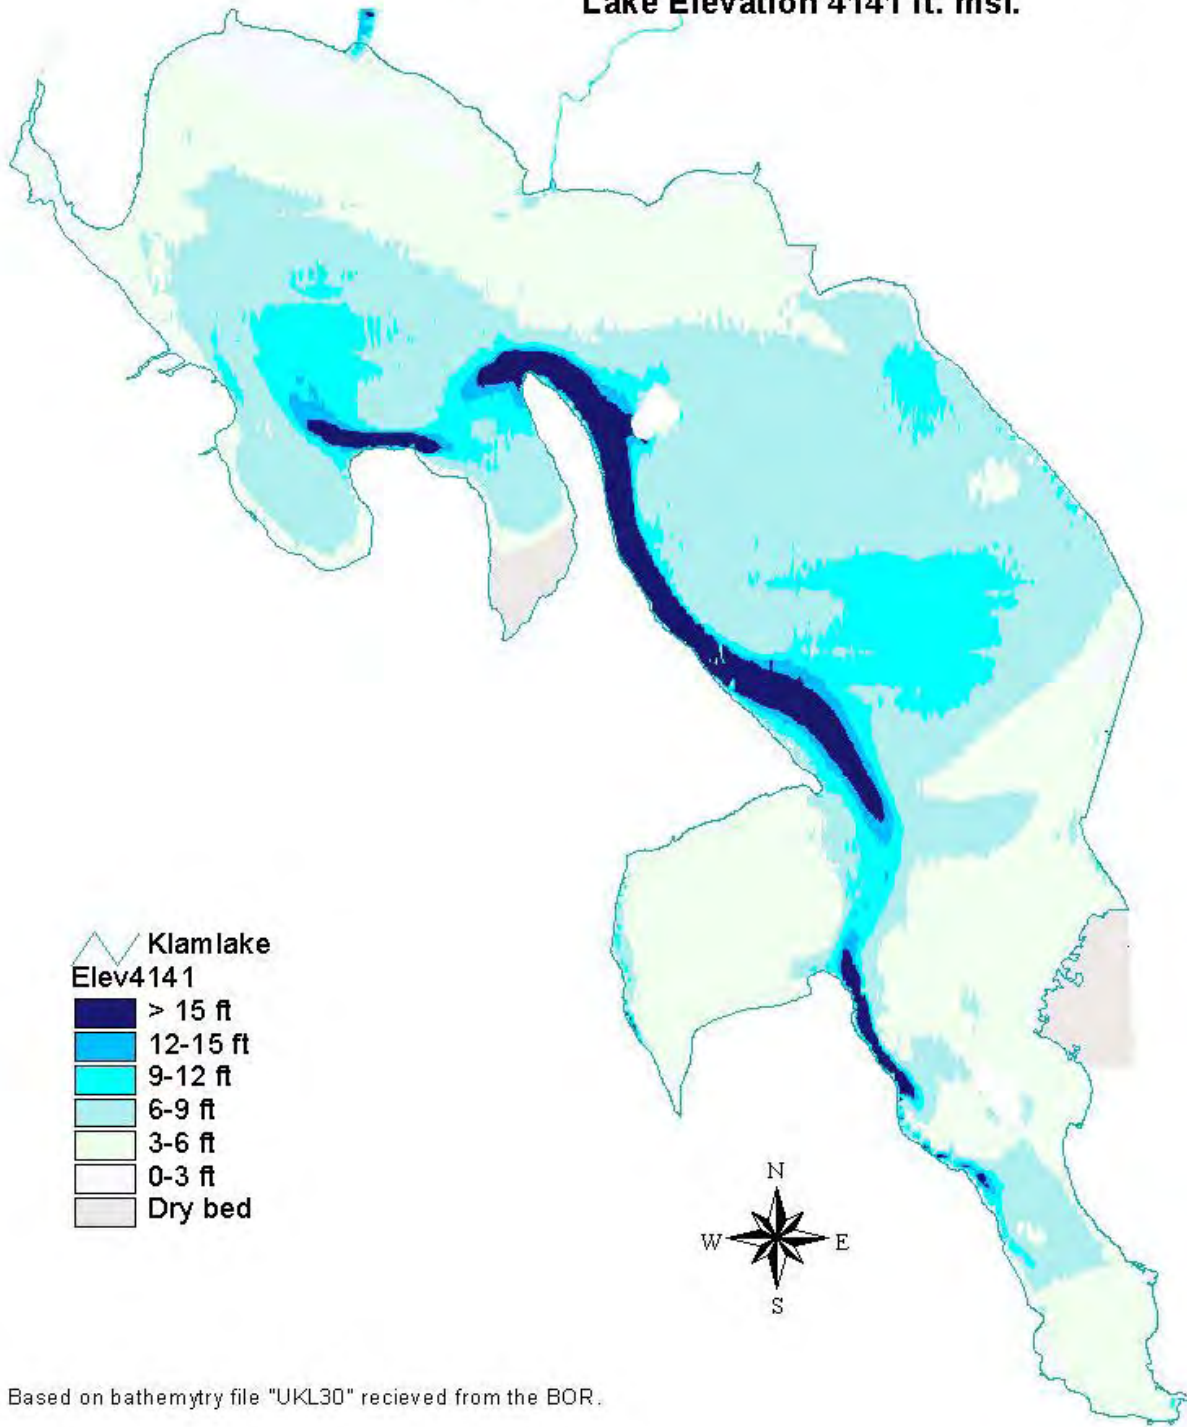 Lake Elevation 4141 ft. msl.
Klamlake
Elev4141
> 15 ft
12-15 ft
9-12 ft
6-9 ft
3-6 ft
0-3 ft
Dry bed
N
W E
S
Based on bathemytry file "UKL30" recieved from the BOR.